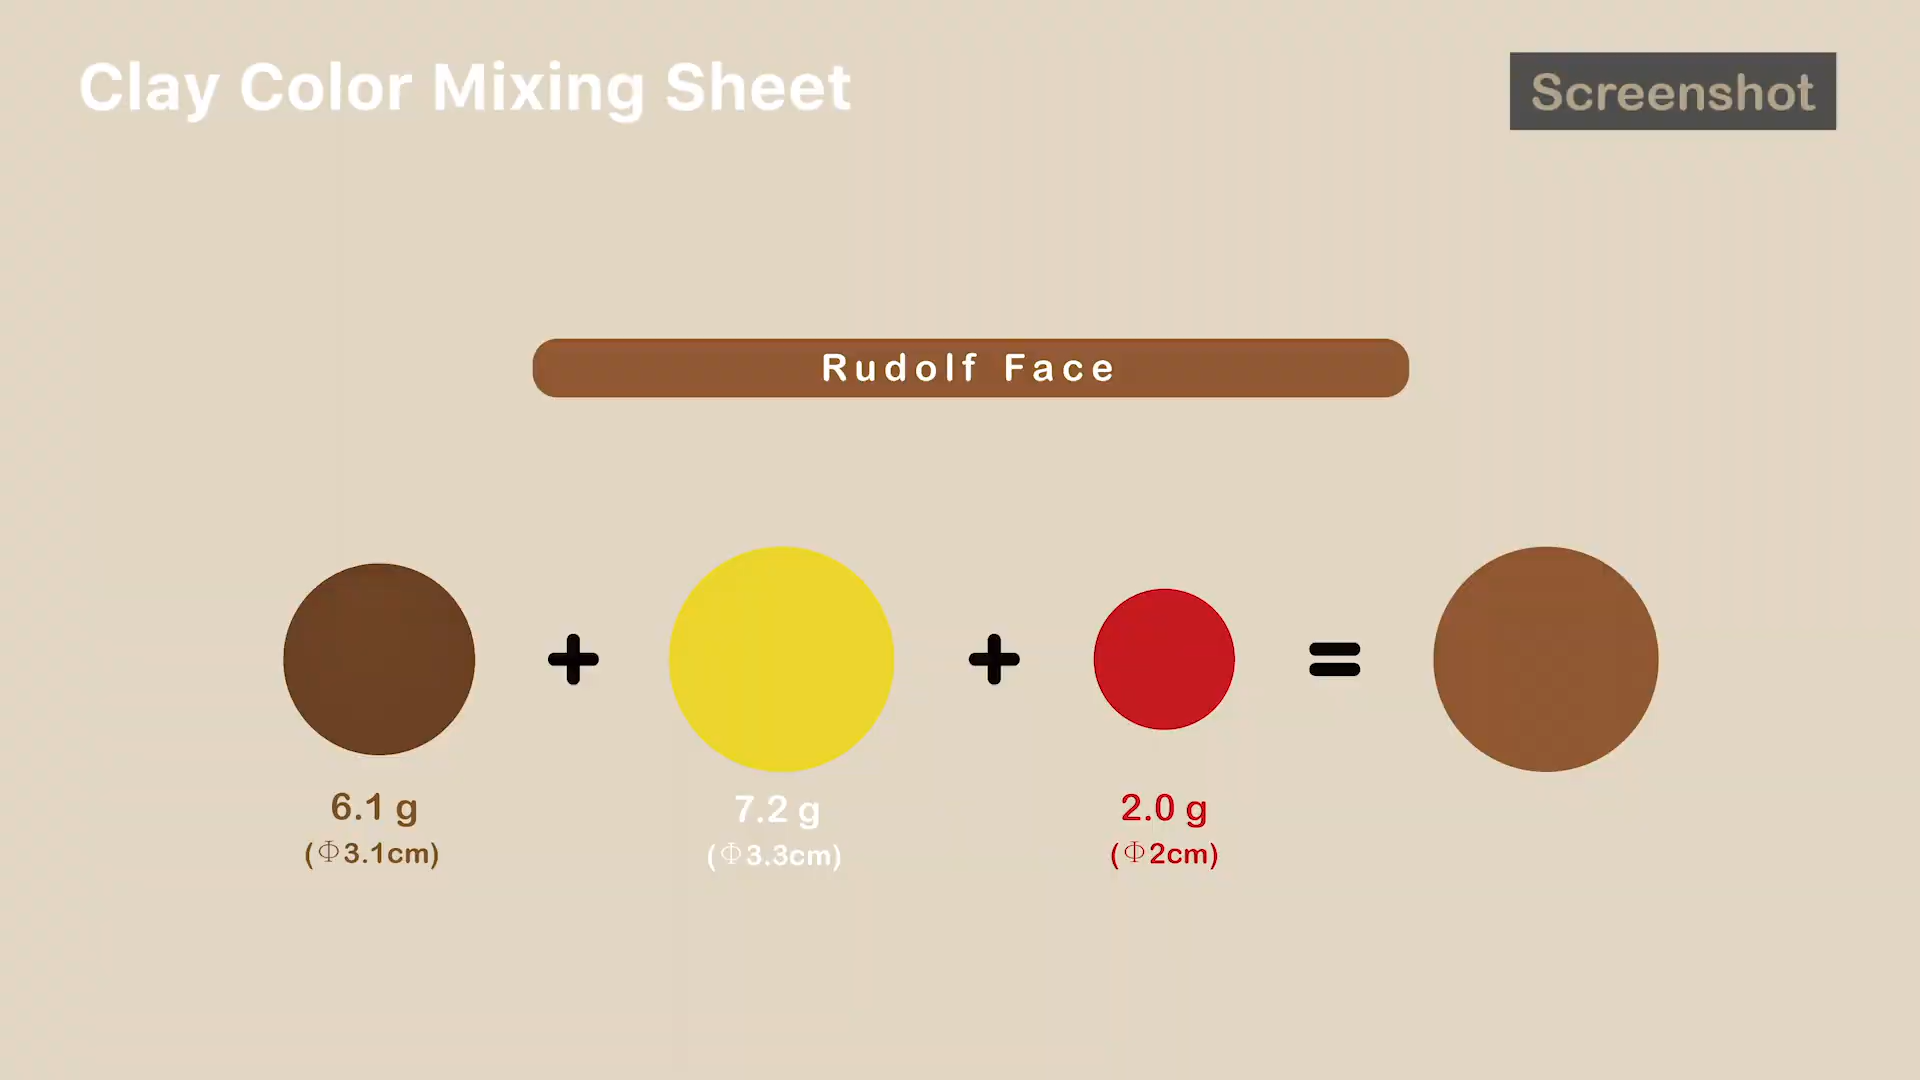 Clay Color Mixing Sheet
Screenshot
Rudolf Face
+ + =
6.1 g 7.2 g 2.0 g
(Φ3.1cm) (Φ3.3cm) (Φ2cm)